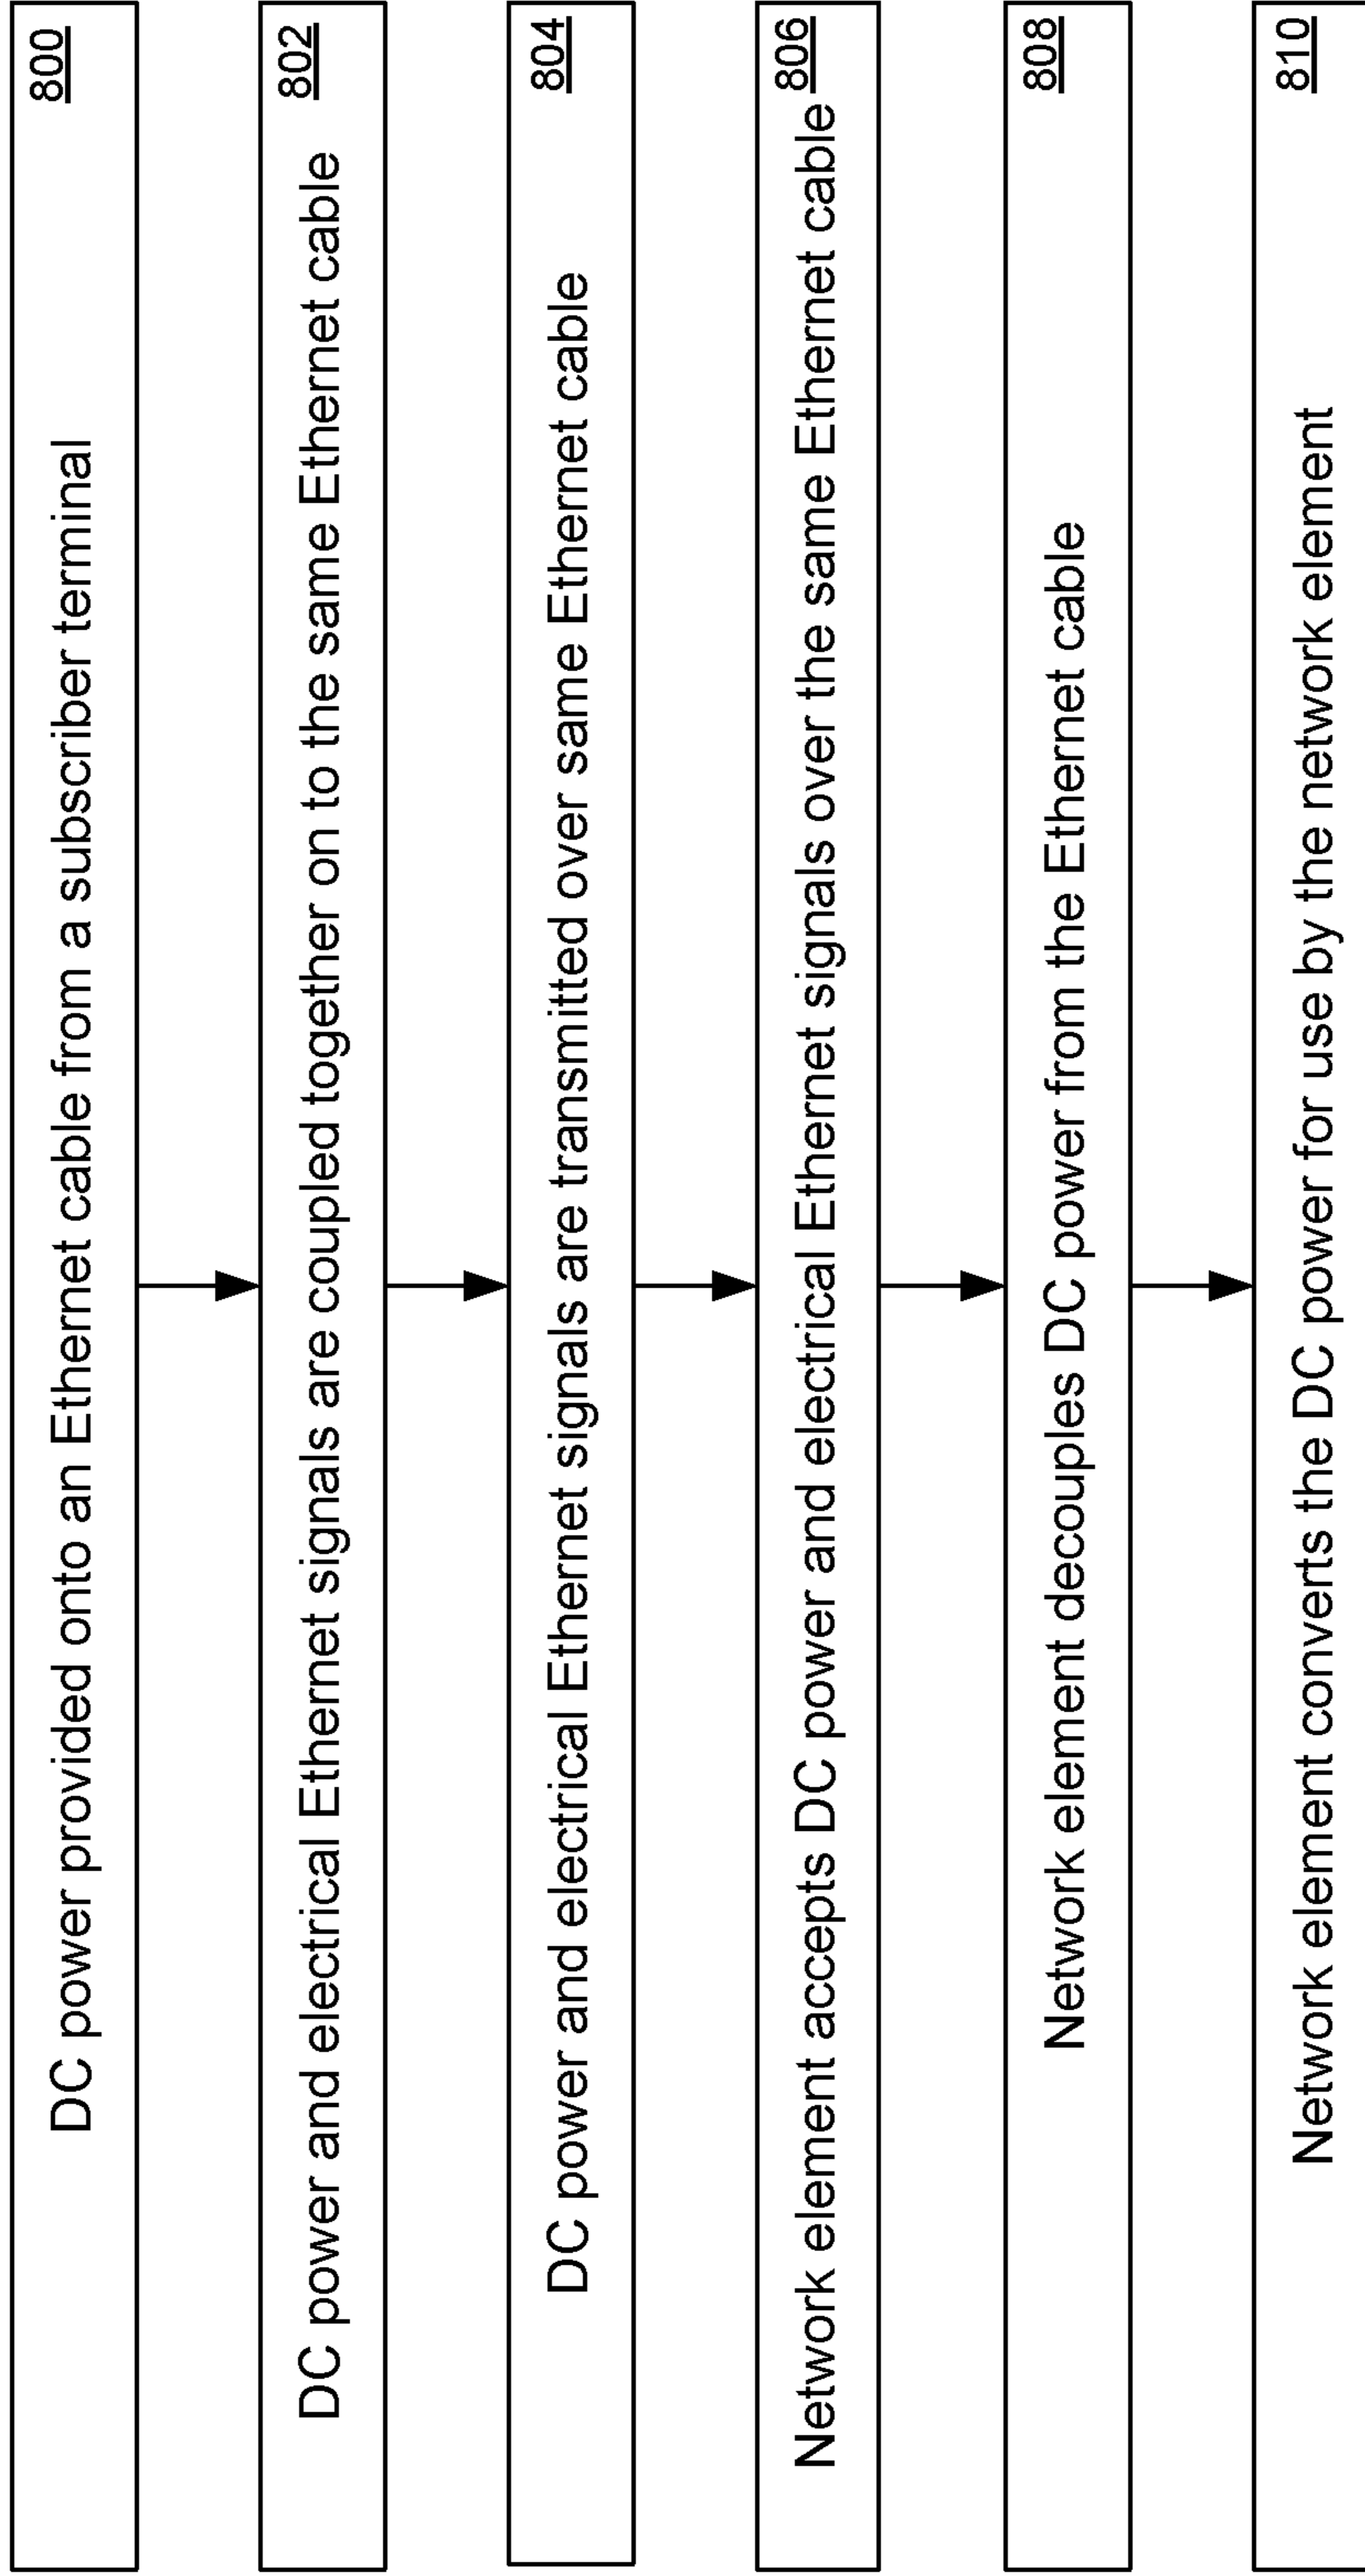 800
DC power provided onto an Ethernet cable from a subscriber terminal
802
DC power and electrical Ethernet signals are coupled together on to the same Ethernet cable
804
DC power and electrical Ethernet signals are transmitted over same Ethernet cable
806
Network element accepts DC power and electrical Ethernet signals over the same Ethernet cable
808
Network element decouples DC power from the Ethernet cable
810
Network element converts the DC power for use by the network element